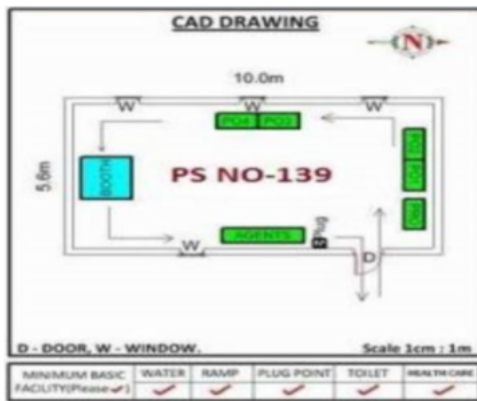 CAD DRAWING
N
10.0m
W W W
PO4 PO3
5.6m
BOOTH
PS NO-139
PO2
PO1
PRO
AGENTS
Plug
W
D
D - DOOR, W - WINDOW.
Scale 1cm : 1m
MINIMUM BASIC FACILITY(Please✓)
WATER RAMP PLUG POINT TOILET HEALTH CARE